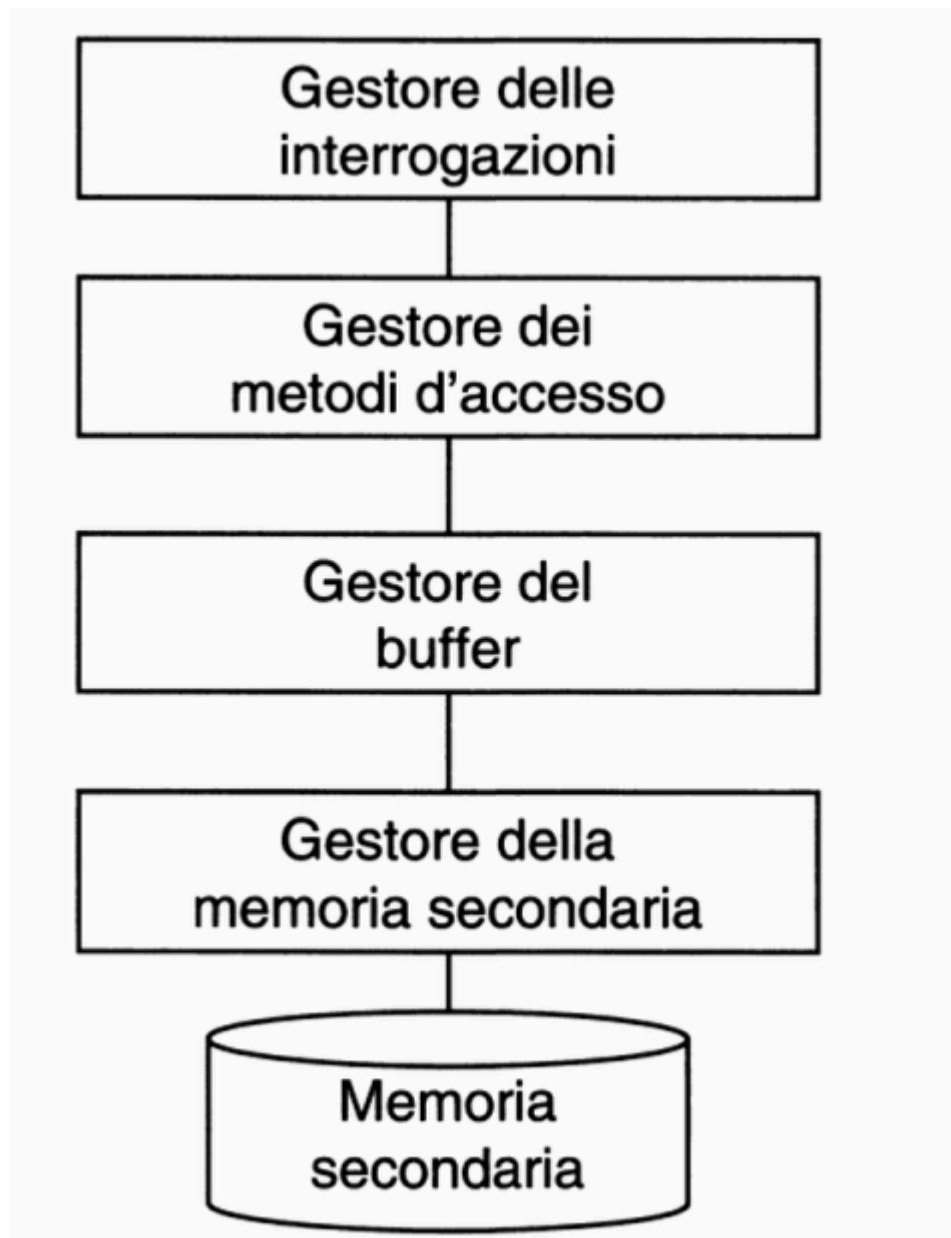 Gestore delle
interrogazioni
Gestore dei
metodi d'accesso
Gestore del
buffer
Gestore della
memoria secondaria
Memoria
secondaria